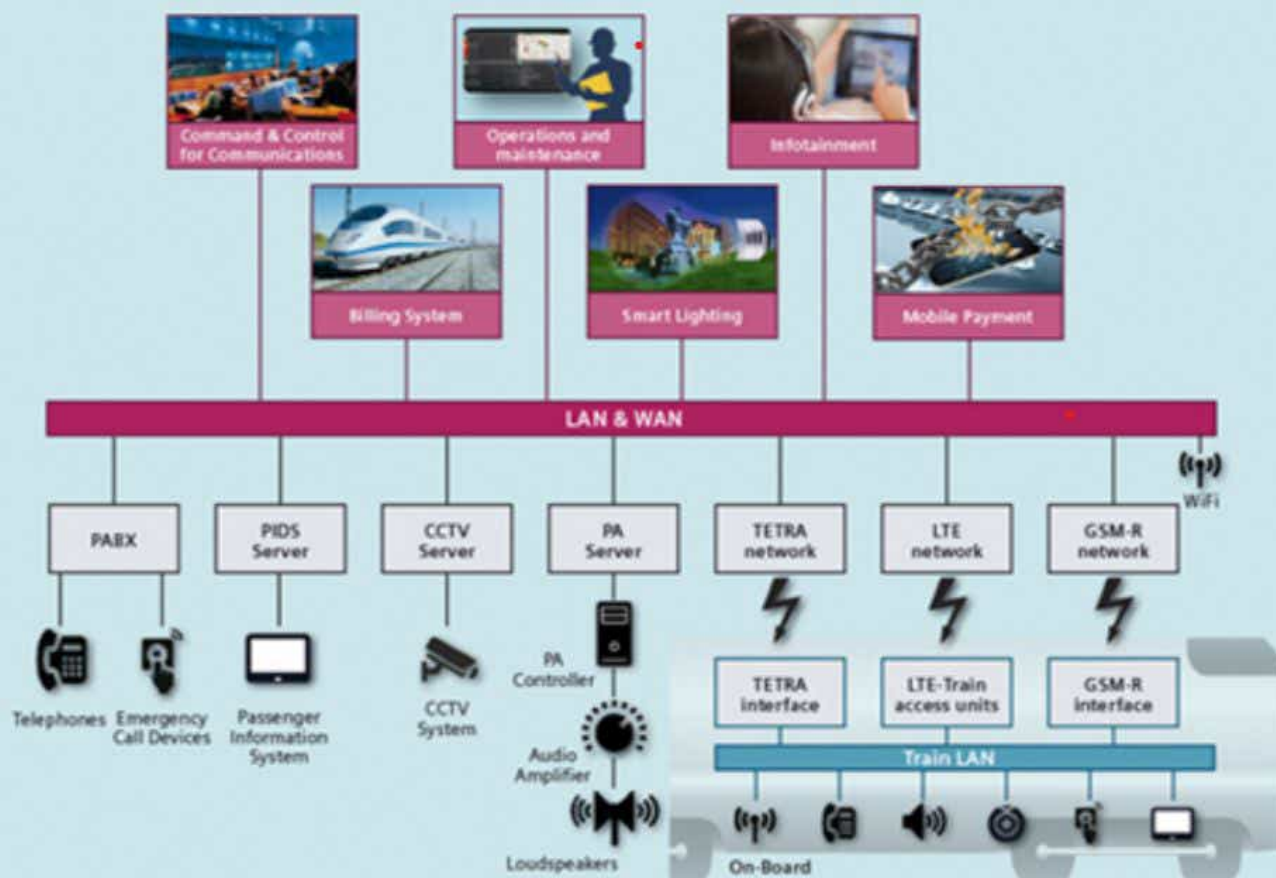 Command & Control
for Communications
Operations and
maintenance
Infotainment
Billing System
Smart Lighting
Mobile Payment
LAN & WAN
WiFi
PABX
PIDS
Server
CCTV
Server
PA
Server
TETRA
network
LTE
network
GSM-R
network
Telephones
Emergency
Call Devices
Passenger
Information
System
CCTV
System
PA
Controller
Audio
Amplifier
Loudspeakers
TETRA
interface
LTE-Train
access units
GSM-R
interface
Train LAN
On-Board